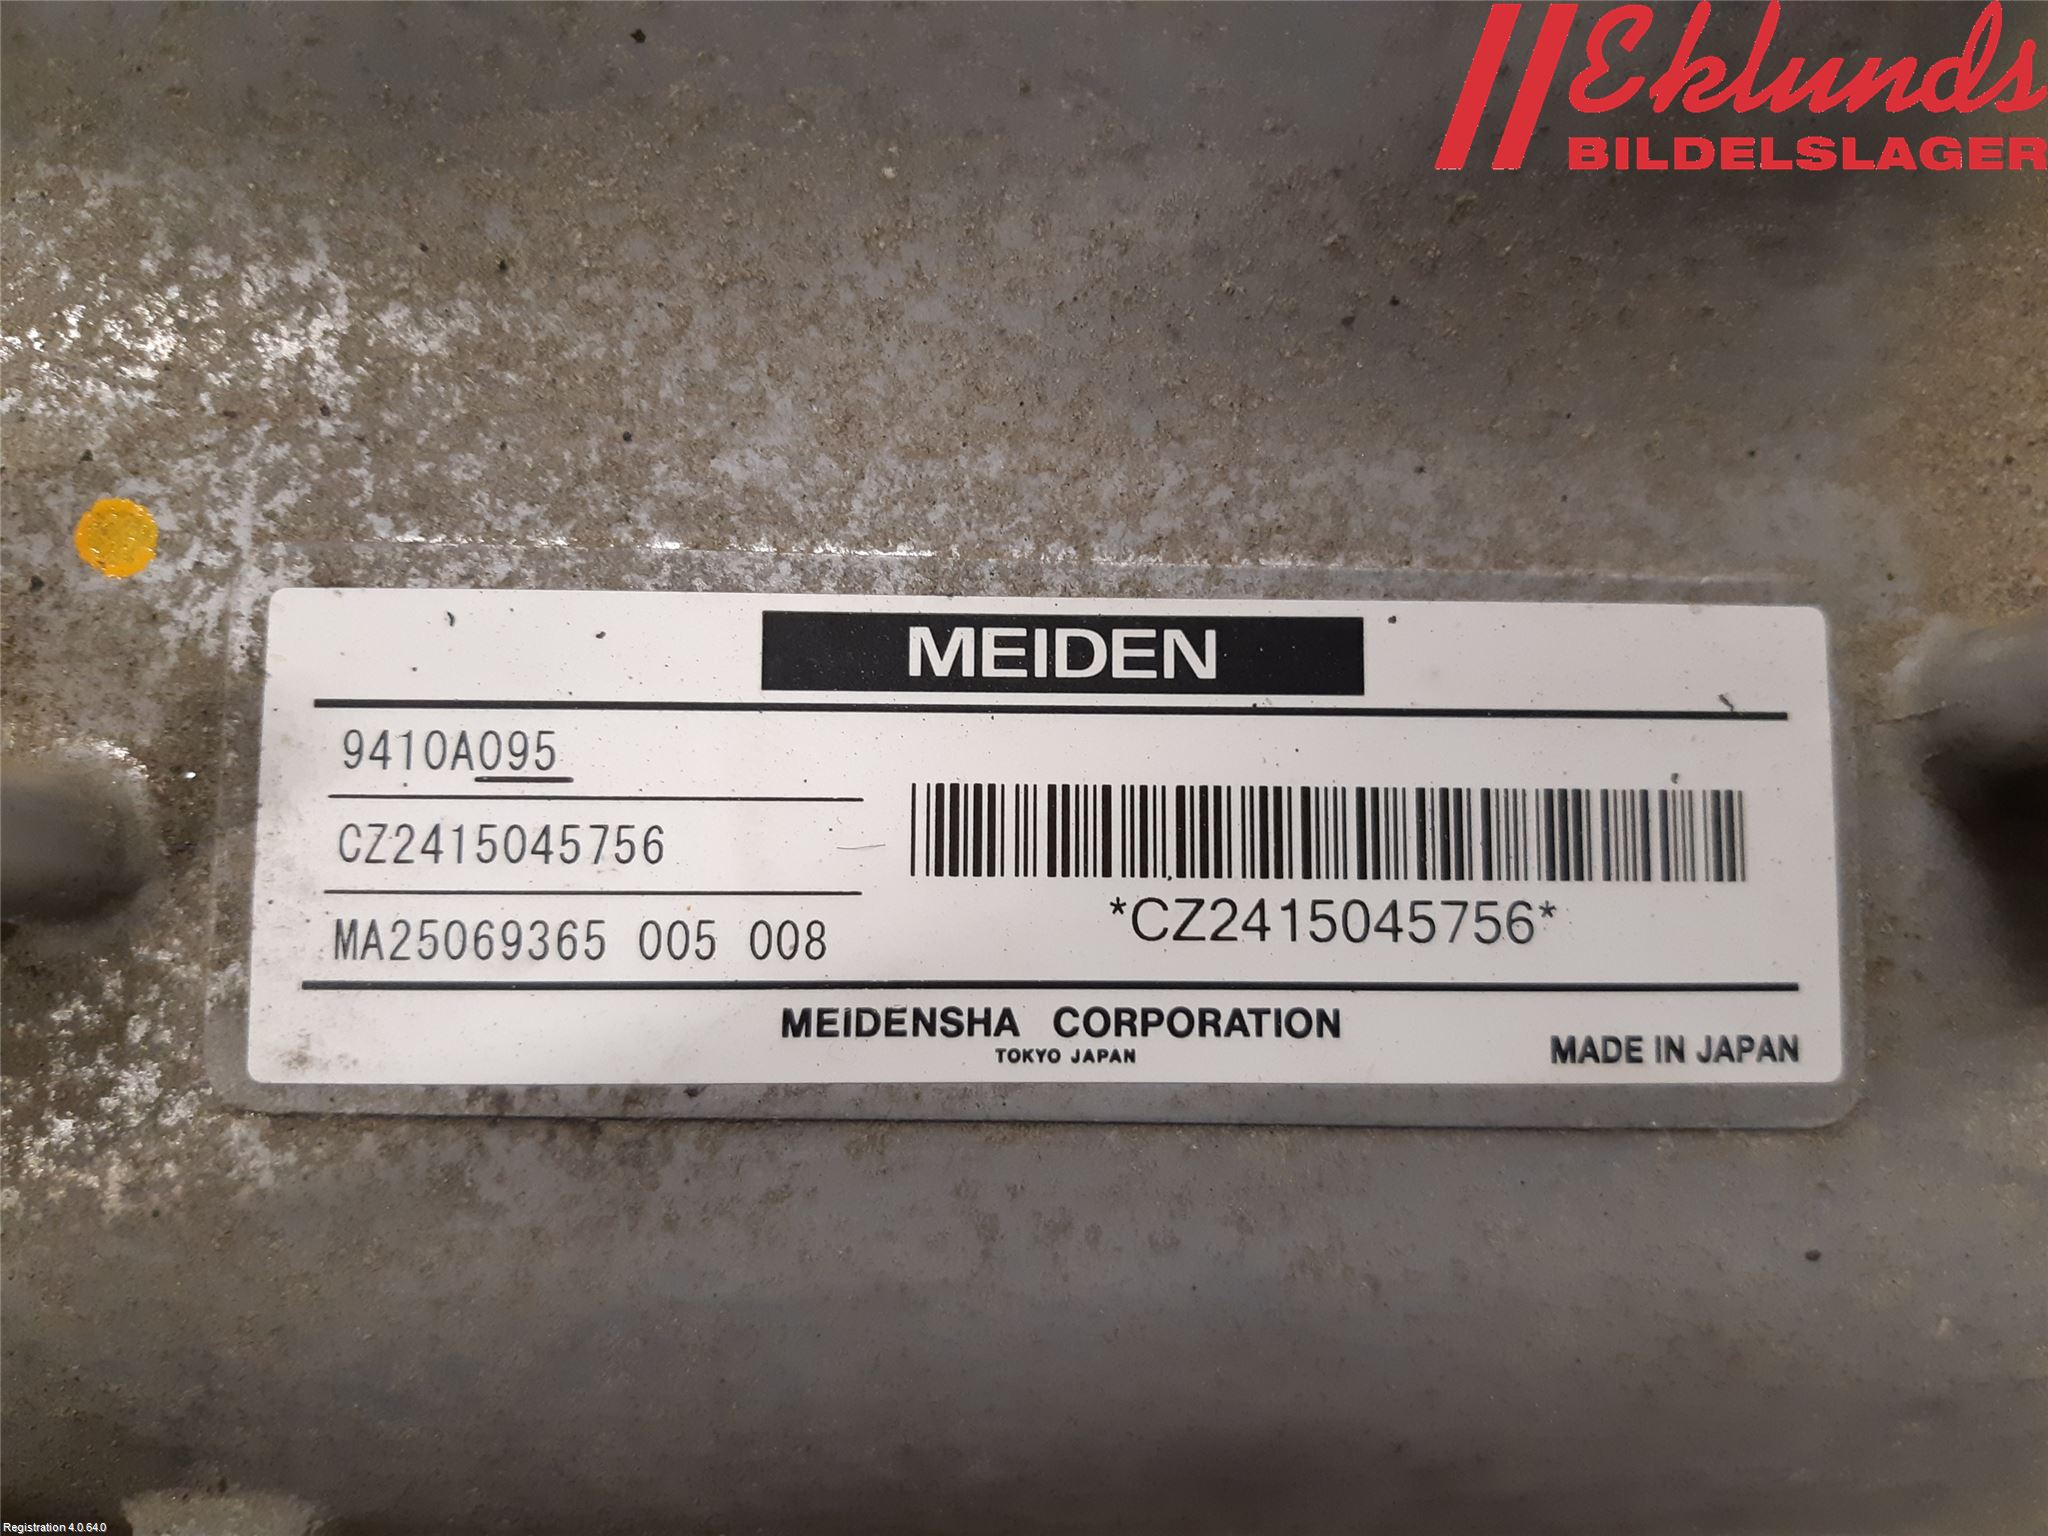 Eklunds
BILDELSLAGER
MEIDEN
9410A095
CZ2415045756
MA25069365 005 008
*CZ2415045756*
MEIDENSHA CORPORATION
TOKYO JAPAN
MADE IN JAPAN
Registration 4.0.64.0